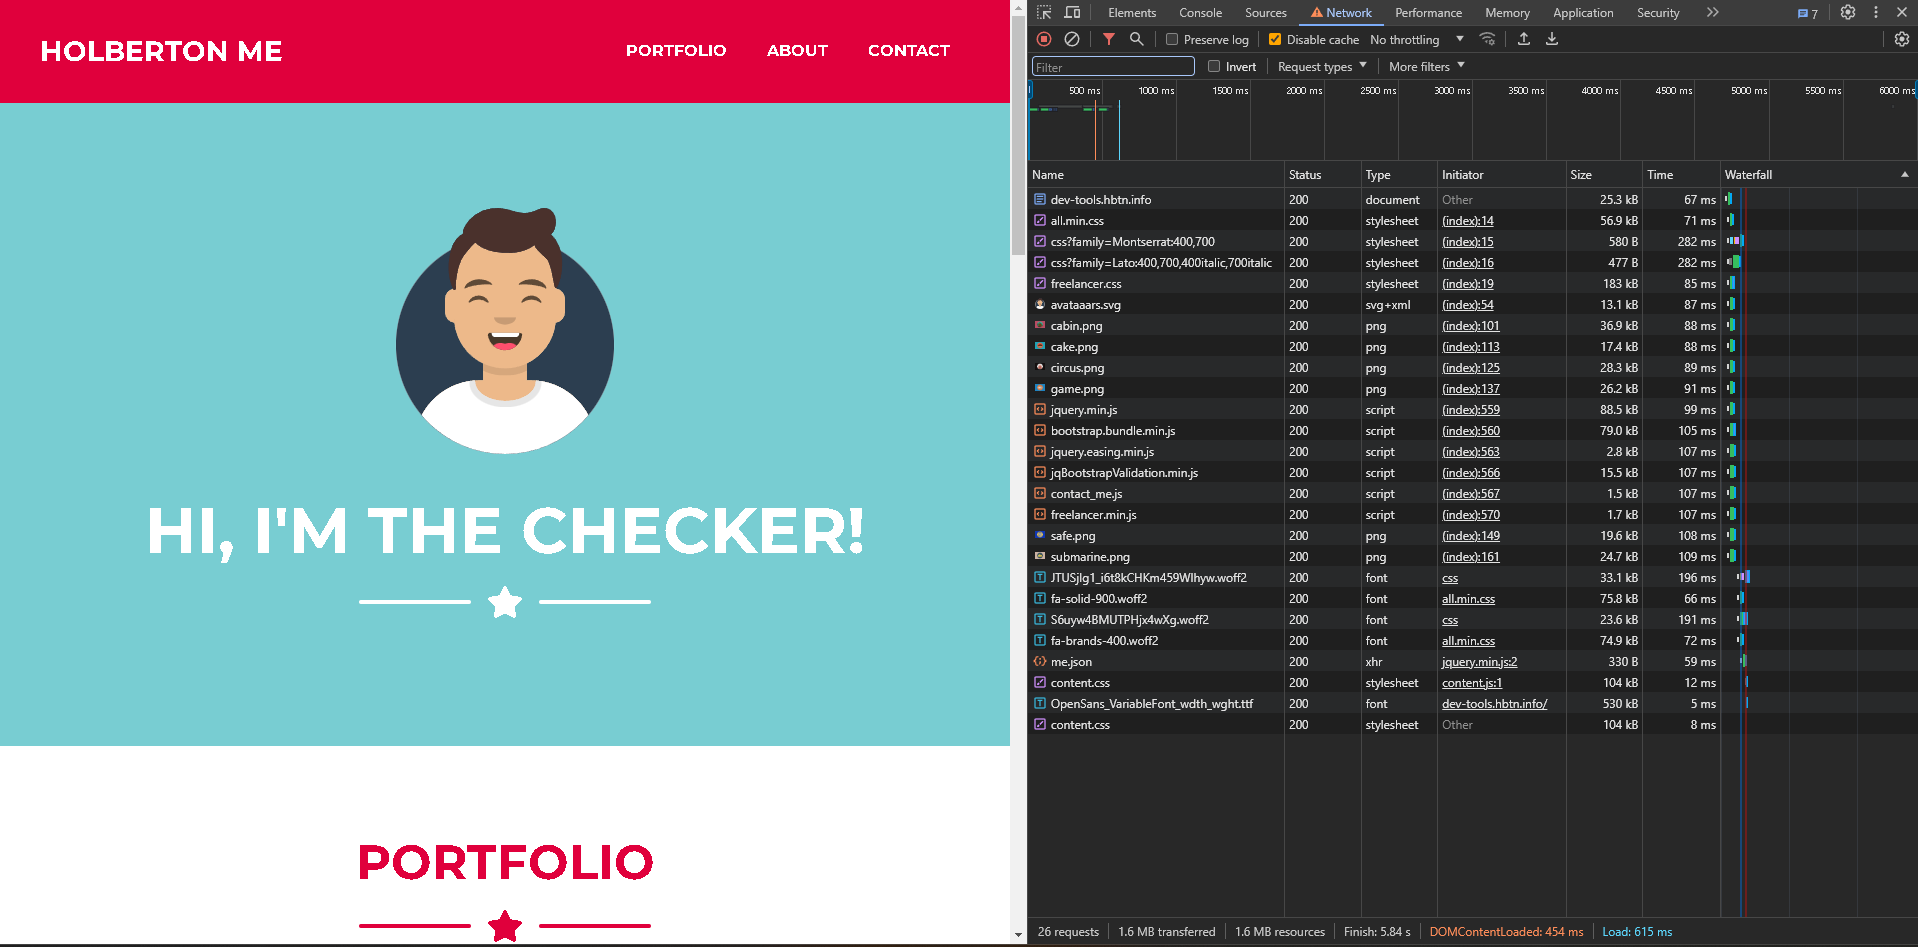 HOLBERTON ME
PORTFOLIO ABOUT CONTACT
HI, I'M THE CHECKER!
PORTFOLIO
Elements Console Sources Network Performance Memory Application Security 7
Preserve log Disable cache No throttling
Filter Invert Request types More filters
500 ms 1000 ms 1500 ms 2000 ms 2500 ms 3000 ms 3500 ms 4000 ms 4500 ms 5000 ms 5500 ms 6000 ms
Name Status Type Initiator Size Time Waterfall
dev-tools.hbtn.info 200 document Other 25.3 kB 67 ms
all.min.css 200 stylesheet (index):14 56.9 kB 71 ms
css?family=Montserrat:400,700 200 stylesheet (index):15 580 B 282 ms
css?family=Lato:400,700,400italic,700italic 200 stylesheet (index):16 477 B 282 ms
freelancer.css 200 stylesheet (index):19 183 kB 85 ms
avataaars.svg 200 svg+xml (index):54 13.1 kB 87 ms
cabin.png 200 png (index):101 36.9 kB 88 ms
cake.png 200 png (index):113 17.4 kB 88 ms
circus.png 200 png (index):125 28.3 kB 89 ms
game.png 200 png (index):137 26.2 kB 91 ms
jquery.min.js 200 script (index):559 88.5 kB 99 ms
bootstrap.bundle.min.js 200 script (index):560 79.0 kB 105 ms
jquery.easing.min.js 200 script (index):563 2.8 kB 107 ms
jqBootstrapValidation.min.js 200 script (index):566 15.5 kB 107 ms
contact_me.js 200 script (index):567 1.5 kB 107 ms
freelancer.min.js 200 script (index):570 1.7 kB 107 ms
safe.png 200 png (index):149 19.6 kB 108 ms
submarine.png 200 png (index):161 24.7 kB 109 ms
JTUSjIg1_i6t8kCHKm459Wlhyw.woff2 200 font css 33.1 kB 196 ms
fa-solid-900.woff2 200 font all.min.css 75.8 kB 66 ms
S6uyw4BMUTPHjx4wXg.woff2 200 font css 23.6 kB 191 ms
fa-brands-400.woff2 200 font all.min.css 74.9 kB 72 ms
me.json 200 xhr jquery.min.js:2 330 B 59 ms
content.css 200 stylesheet content.js:1 104 kB 12 ms
OpenSans_VariableFont_wdth_wght.ttf 200 font dev-tools.hbtn.info/ 530 kB 5 ms
content.css 200 stylesheet Other 104 kB 8 ms
26 requests 1.6 MB transferred 1.6 MB resources Finish: 5.84 s DOMContentLoaded: 454 ms Load: 615 ms